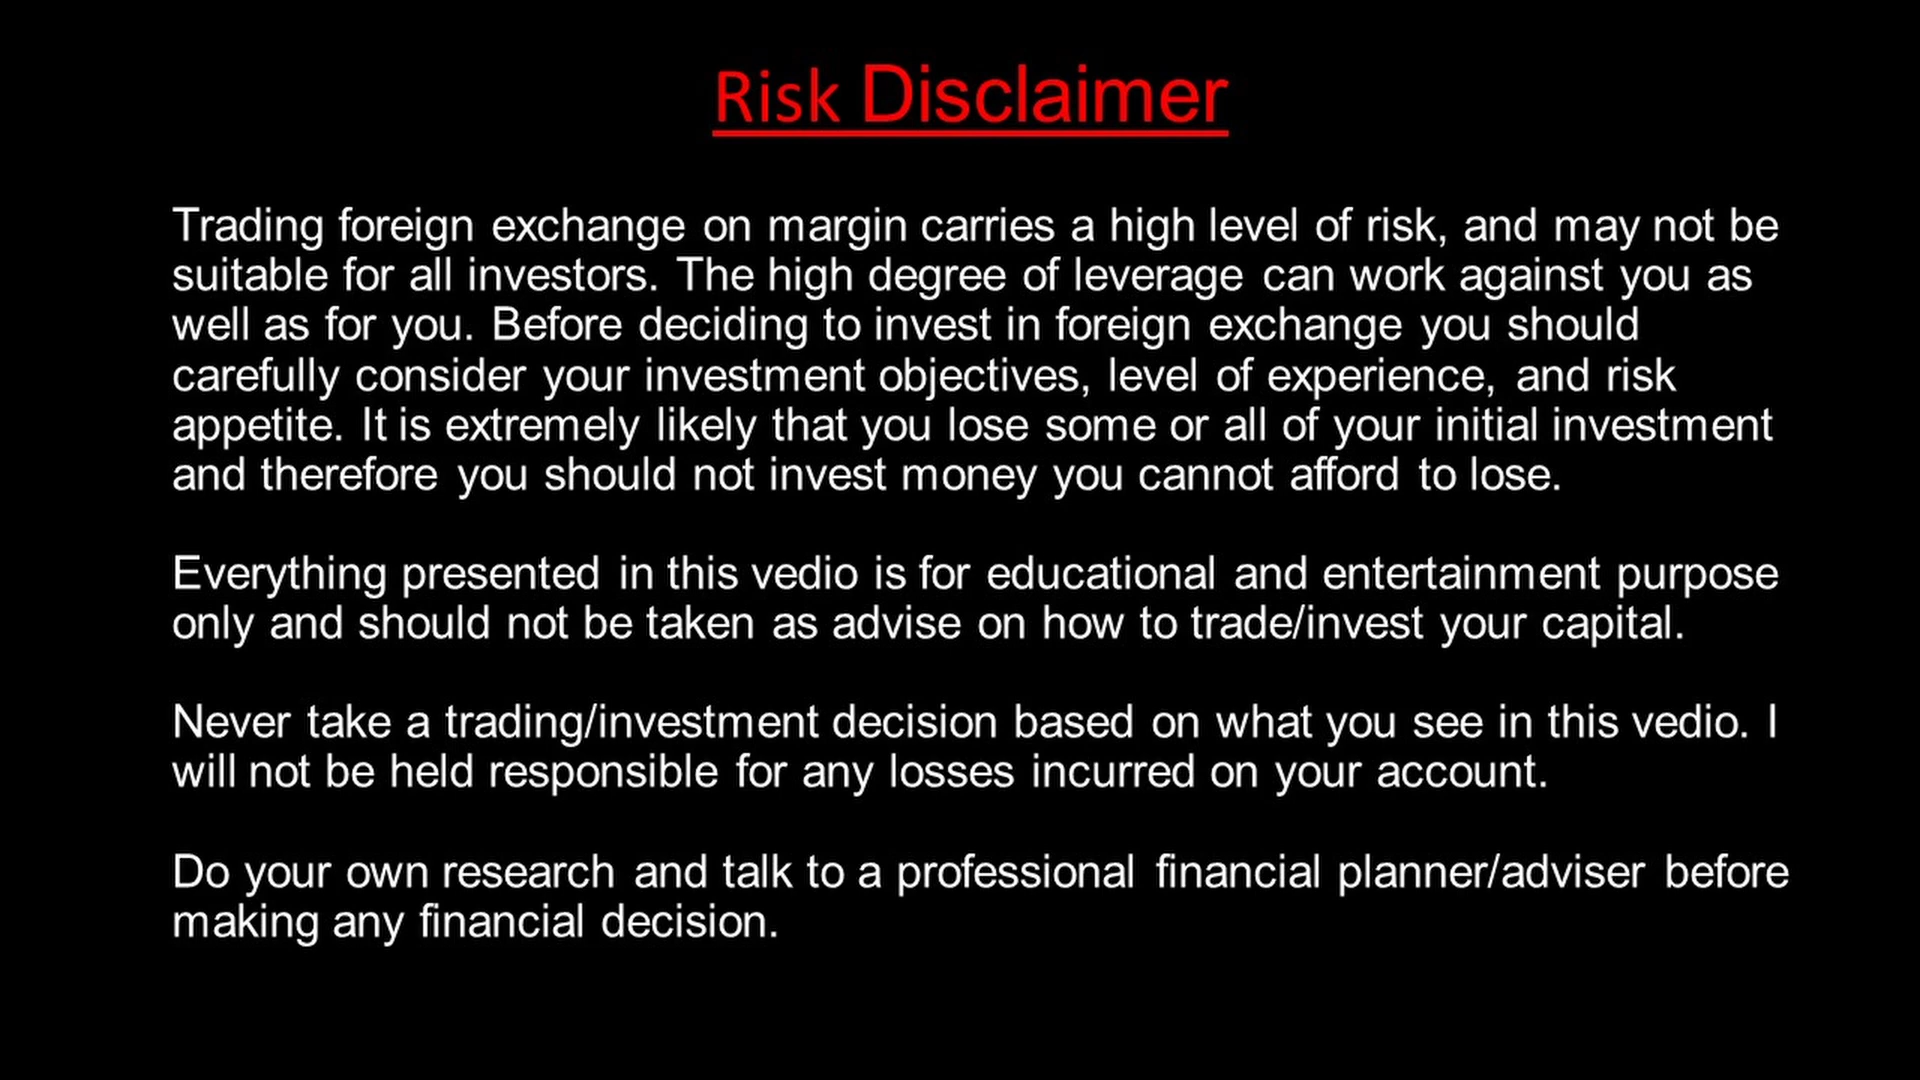 Risk Disclaimer
Trading foreign exchange on margin carries a high level of risk, and may not be
suitable for all investors. The high degree of leverage can work against you as
well as for you. Before deciding to invest in foreign exchange you should
carefully consider your investment objectives, level of experience, and risk
appetite. It is extremely likely that you lose some or all of your initial investment
and therefore you should not invest money you cannot afford to lose.
Everything presented in this vedio is for educational and entertainment purpose
only and should not be taken as advise on how to trade/invest your capital.
Never take a trading/investment decision based on what you see in this vedio. I
will not be held responsible for any losses incurred on your account.
Do your own research and talk to a professional financial planner/adviser before
making any financial decision.